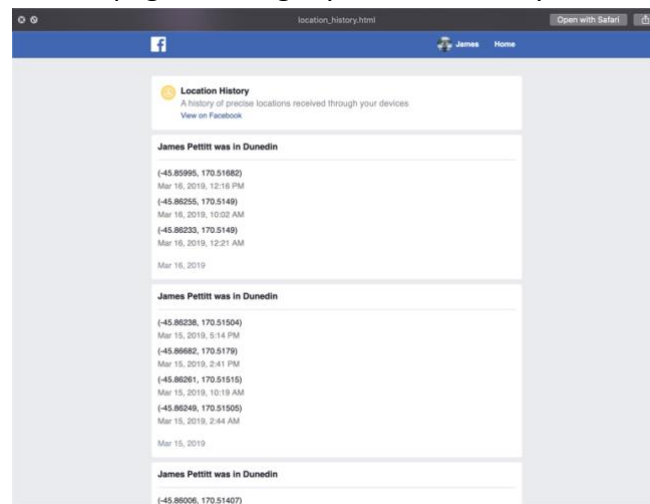 location_history.html
Open with Safari
James Home
Location History
A history of precise locations received through your devices
View on Facebook
James Pettitt was in Dunedin
(-45.85995, 170.51682)
Mar 16, 2019, 12:18 PM
(-45.86255, 170.5149)
Mar 16, 2019, 10:02 AM
(-45.86233, 170.5149)
Mar 16, 2019, 12:21 AM
Mar 16, 2019
James Pettitt was in Dunedin
(-45.86238, 170.51504)
Mar 15, 2019, 5:14 PM
(-45.86682, 170.5179)
Mar 15, 2019, 2:41 PM
(-45.86261, 170.51515)
Mar 15, 2019, 10:19 AM
(-45.86249, 170.51505)
Mar 15, 2019, 2:44 AM
Mar 15, 2019
James Pettitt was in Dunedin
(-45.86006, 170.51407)